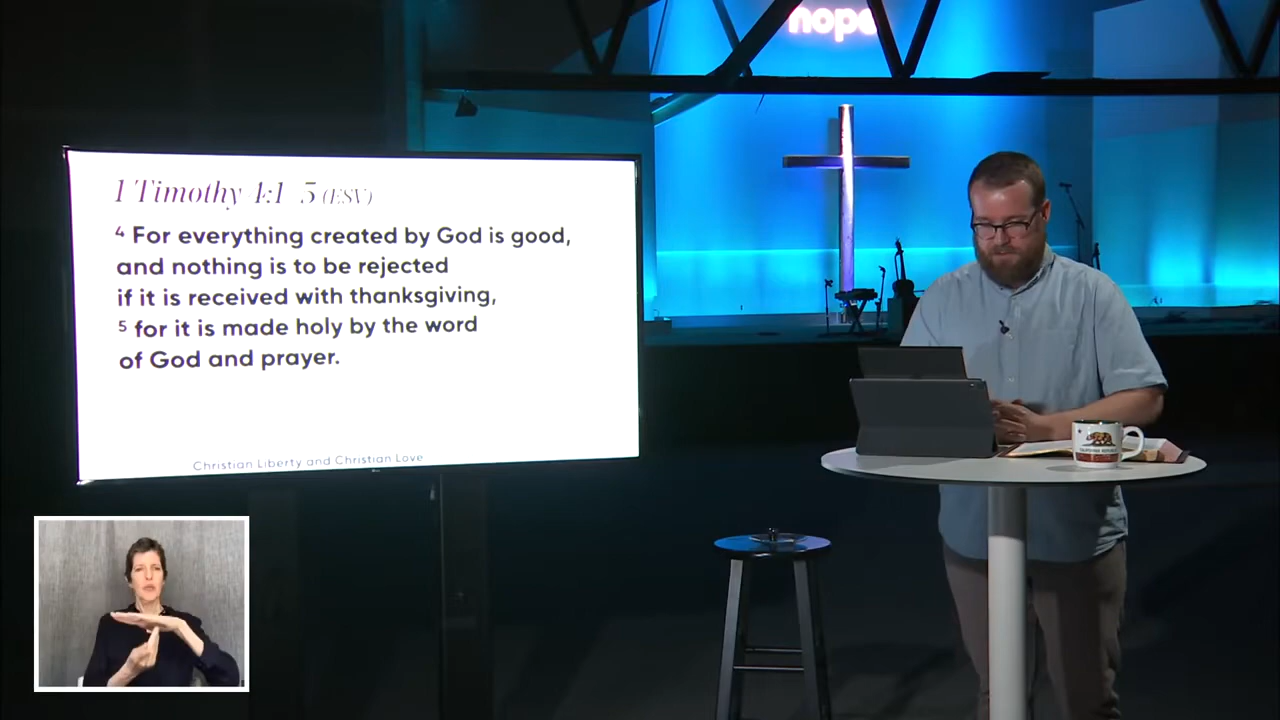 hope
1 Timothy 4:1–5 (ESV)
4 For everything created by God is good,
and nothing is to be rejected
if it is received with thanksgiving,
5 for it is made holy by the word
of God and prayer.
Christian Liberty and Christian Love
CALIFORNIA REPUBLIC